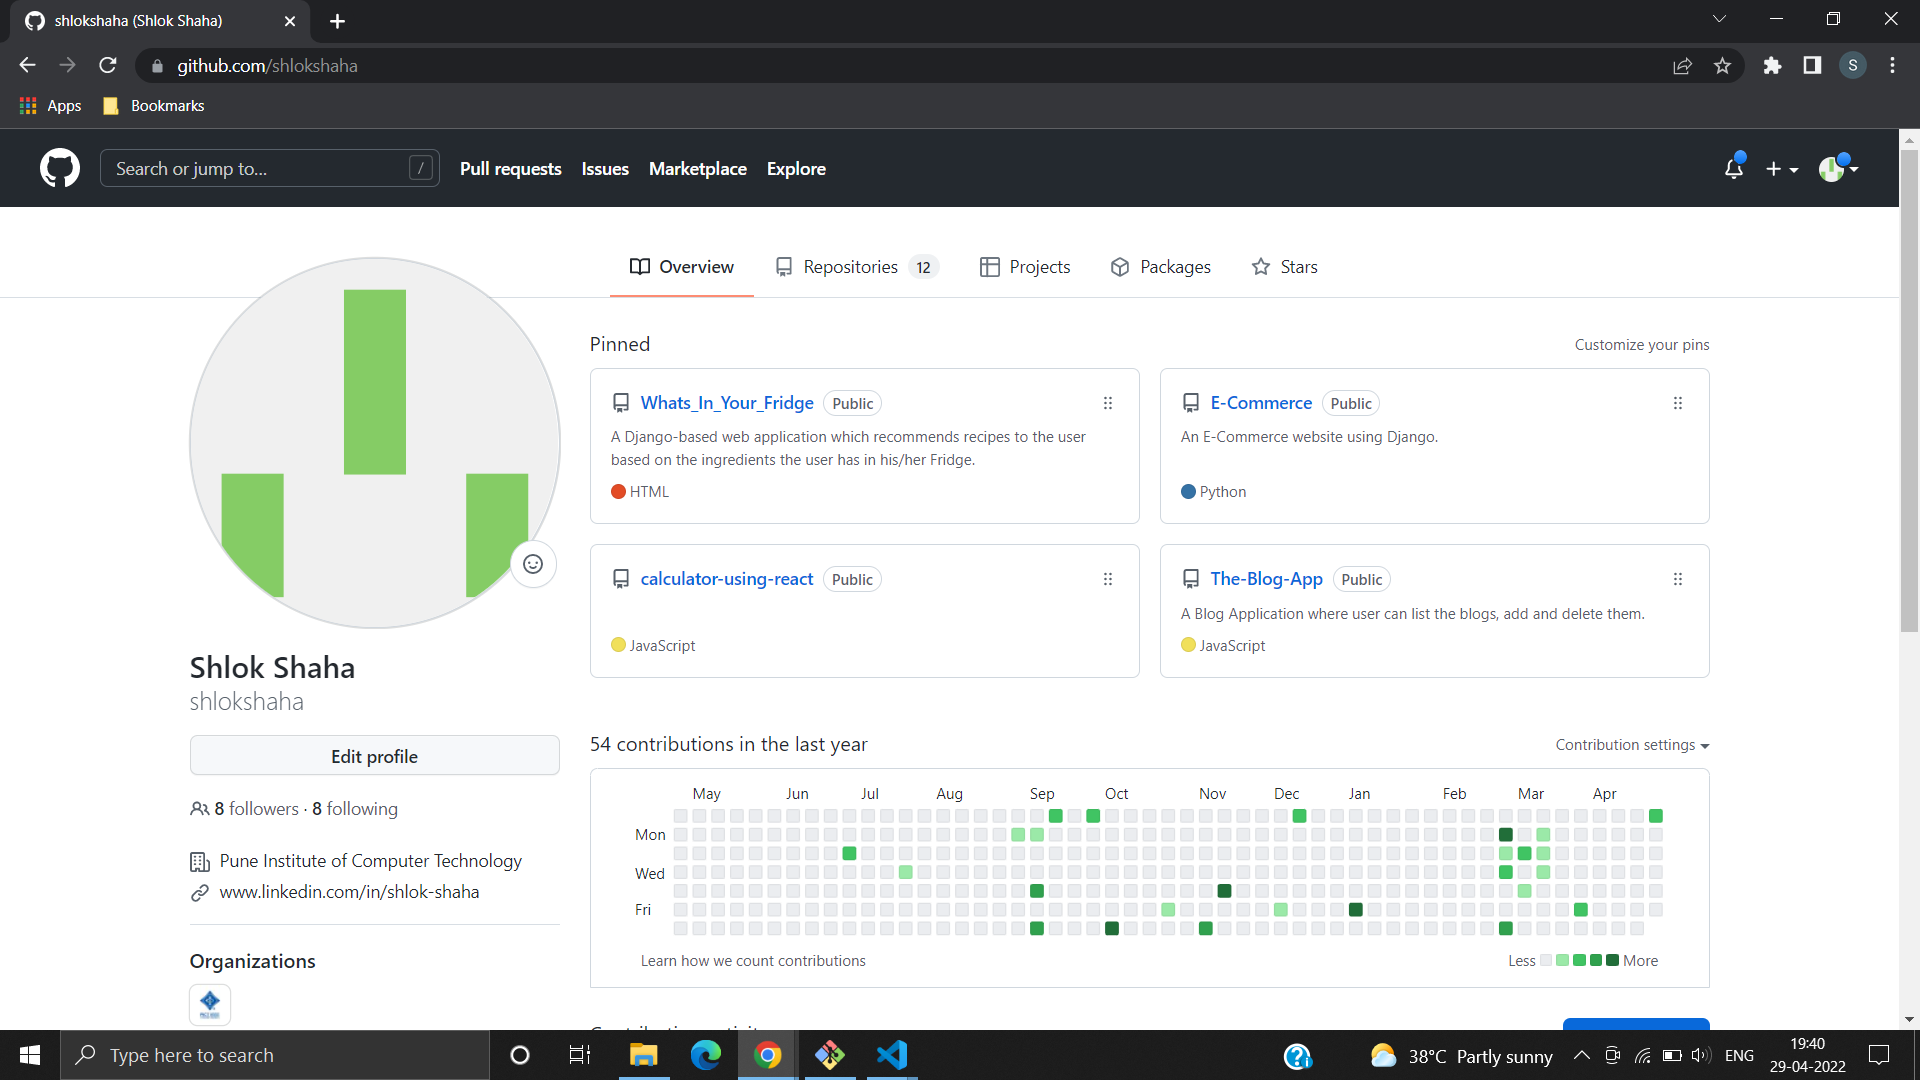 shlokshaha (Shlok Shaha)
github.com/shlokshaha
S
Apps
Bookmarks
Search or jump to...
/
Pull requests
Issues
Marketplace
Explore
Overview
Repositories 12
Projects
Packages
Stars
Pinned
Customize your pins
Whats_In_Your_Fridge Public
A Django-based web application which recommends recipes to the user
based on the ingredients the user has in his/her Fridge.
HTML
E-Commerce Public
An E-Commerce website using Django.
Python
calculator-using-react Public
JavaScript
The-Blog-App Public
A Blog Application where user can list the blogs, add and delete them.
JavaScript
Shlok Shaha
shlokshaha
Edit profile
8 followers · 8 following
Pune Institute of Computer Technology
www.linkedin.com/in/shlok-shaha
Organizations
54 contributions in the last year
Contribution settings
May Jun Jul Aug Sep Oct Nov Dec Jan Feb Mar Apr
Mon
Wed
Fri
Learn how we count contributions
Less More
Type here to search
38°C Partly sunny
ENG
19:40
29-04-2022